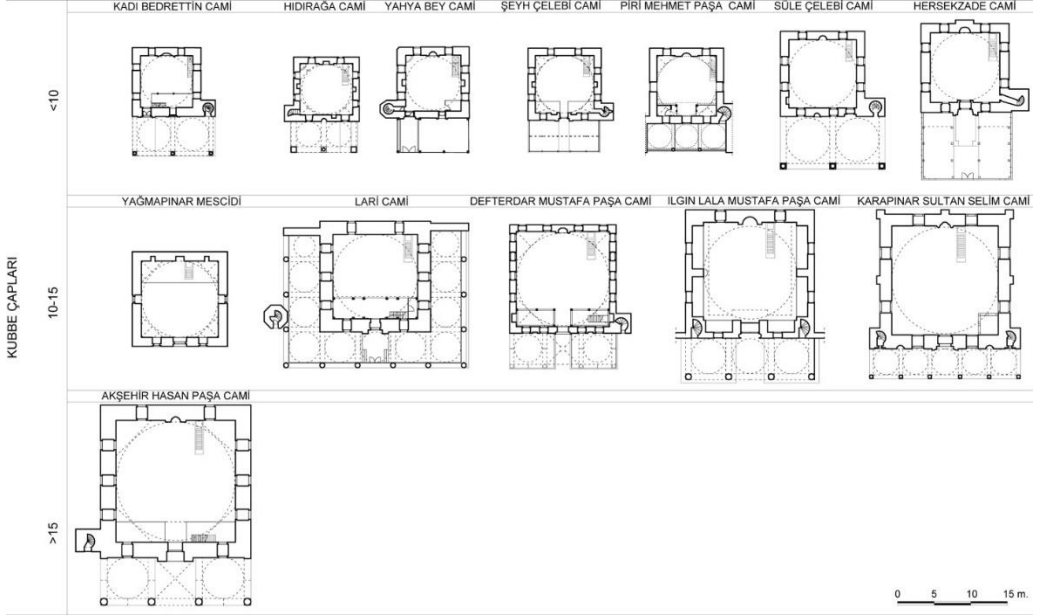 KADI BEDRETTİN CAMİ HIDIRAĞA CAMİ YAHYA BEY CAMİ ŞEYH ÇELEBİ CAMİ PİRİ MEHMET PAŞA CAMİ SÜLE ÇELEBİ CAMİ HERSEKZADE CAMİ
<10
YAĞMAPINAR MESCİDİ LARİ CAMİ DEFTERDAR MUSTAFA PAŞA CAMİ ILGIN LALA MUSTAFA PAŞA CAMİ KARAPINAR SULTAN SELİM CAMİ
KUBBE ÇAPLARI
10-15
AKŞEHİR HASAN PAŞA CAMİ
>15
0 5 10 15 m.